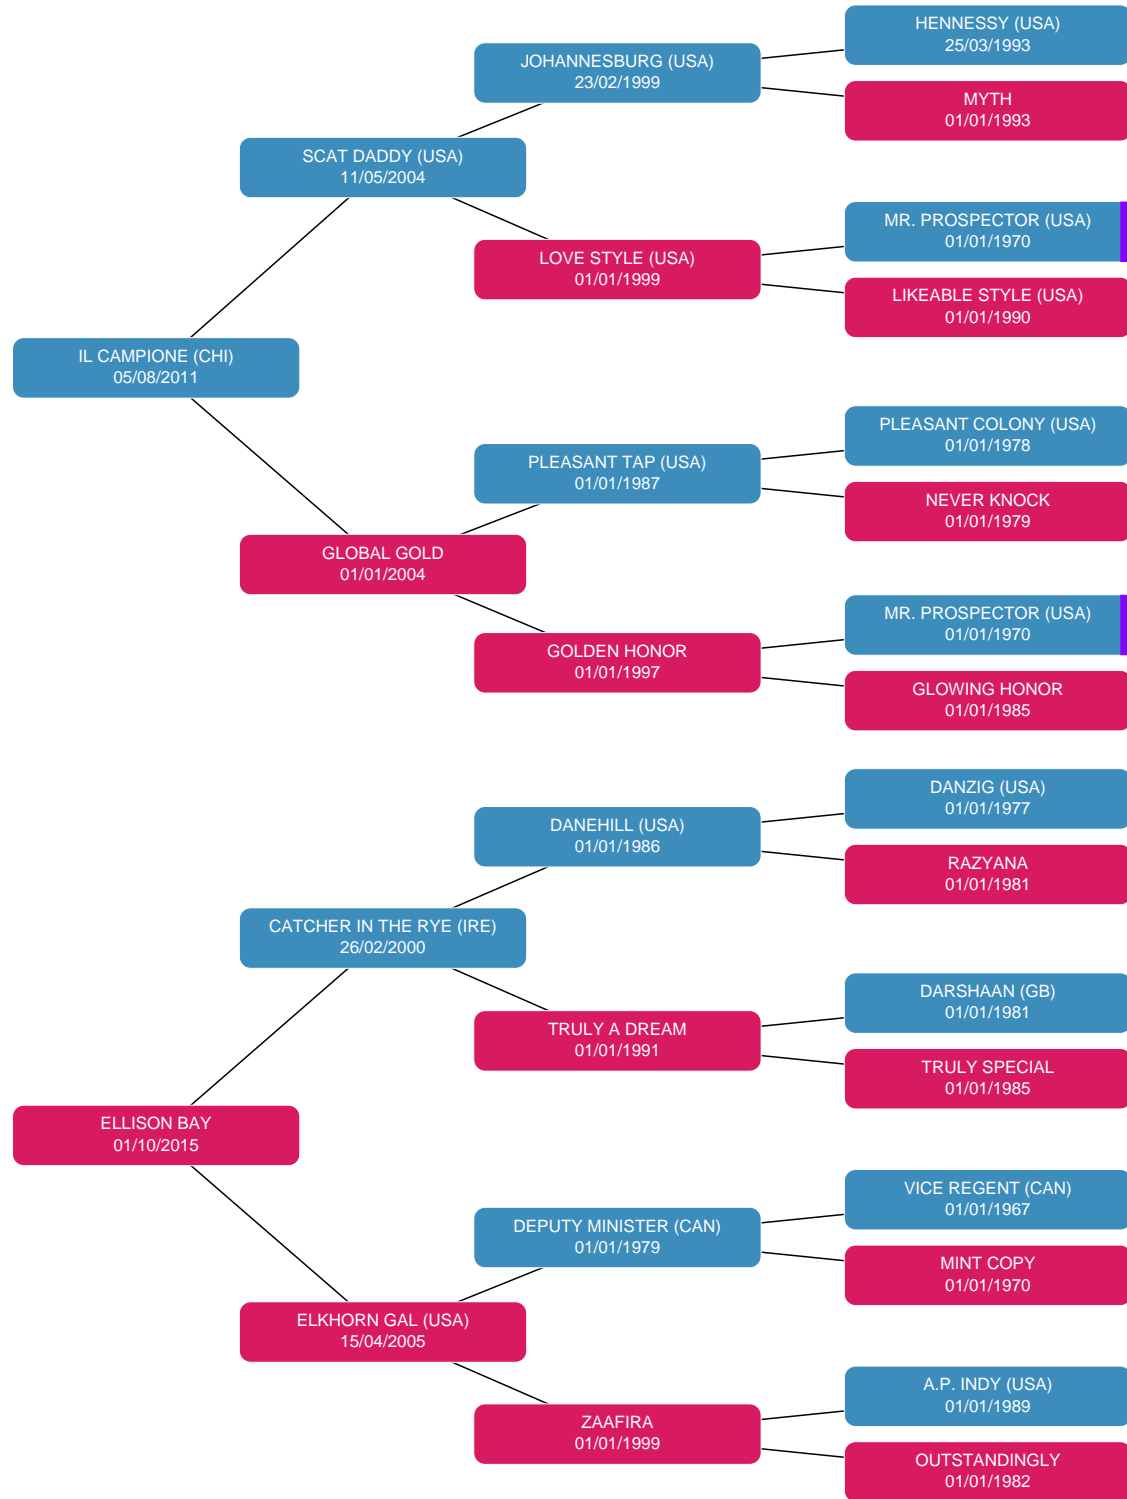 HENNESSY (USA)
25/03/1993
JOHANNESBURG (USA)
23/02/1999
MYTH
01/01/1993
SCAT DADDY (USA)
11/05/2004
MR. PROSPECTOR (USA)
01/01/1970
LOVE STYLE (USA)
01/01/1999
LIKEABLE STYLE (USA)
01/01/1990
IL CAMPIONE (CHI)
05/08/2011
PLEASANT COLONY (USA)
01/01/1978
PLEASANT TAP (USA)
01/01/1987
NEVER KNOCK
01/01/1979
GLOBAL GOLD
01/01/2004
MR. PROSPECTOR (USA)
01/01/1970
GOLDEN HONOR
01/01/1997
GLOWING HONOR
01/01/1985
DANZIG (USA)
01/01/1977
DANEHILL (USA)
01/01/1986
RAZYANA
01/01/1981
CATCHER IN THE RYE (IRE)
26/02/2000
DARSHAAN (GB)
01/01/1981
TRULY A DREAM
01/01/1991
TRULY SPECIAL
01/01/1985
ELLISON BAY
01/10/2015
VICE REGENT (CAN)
01/01/1967
DEPUTY MINISTER (CAN)
01/01/1979
MINT COPY
01/01/1970
ELKHORN GAL (USA)
15/04/2005
A.P. INDY (USA)
01/01/1989
ZAAFIRA
01/01/1999
OUTSTANDINGLY
01/01/1982